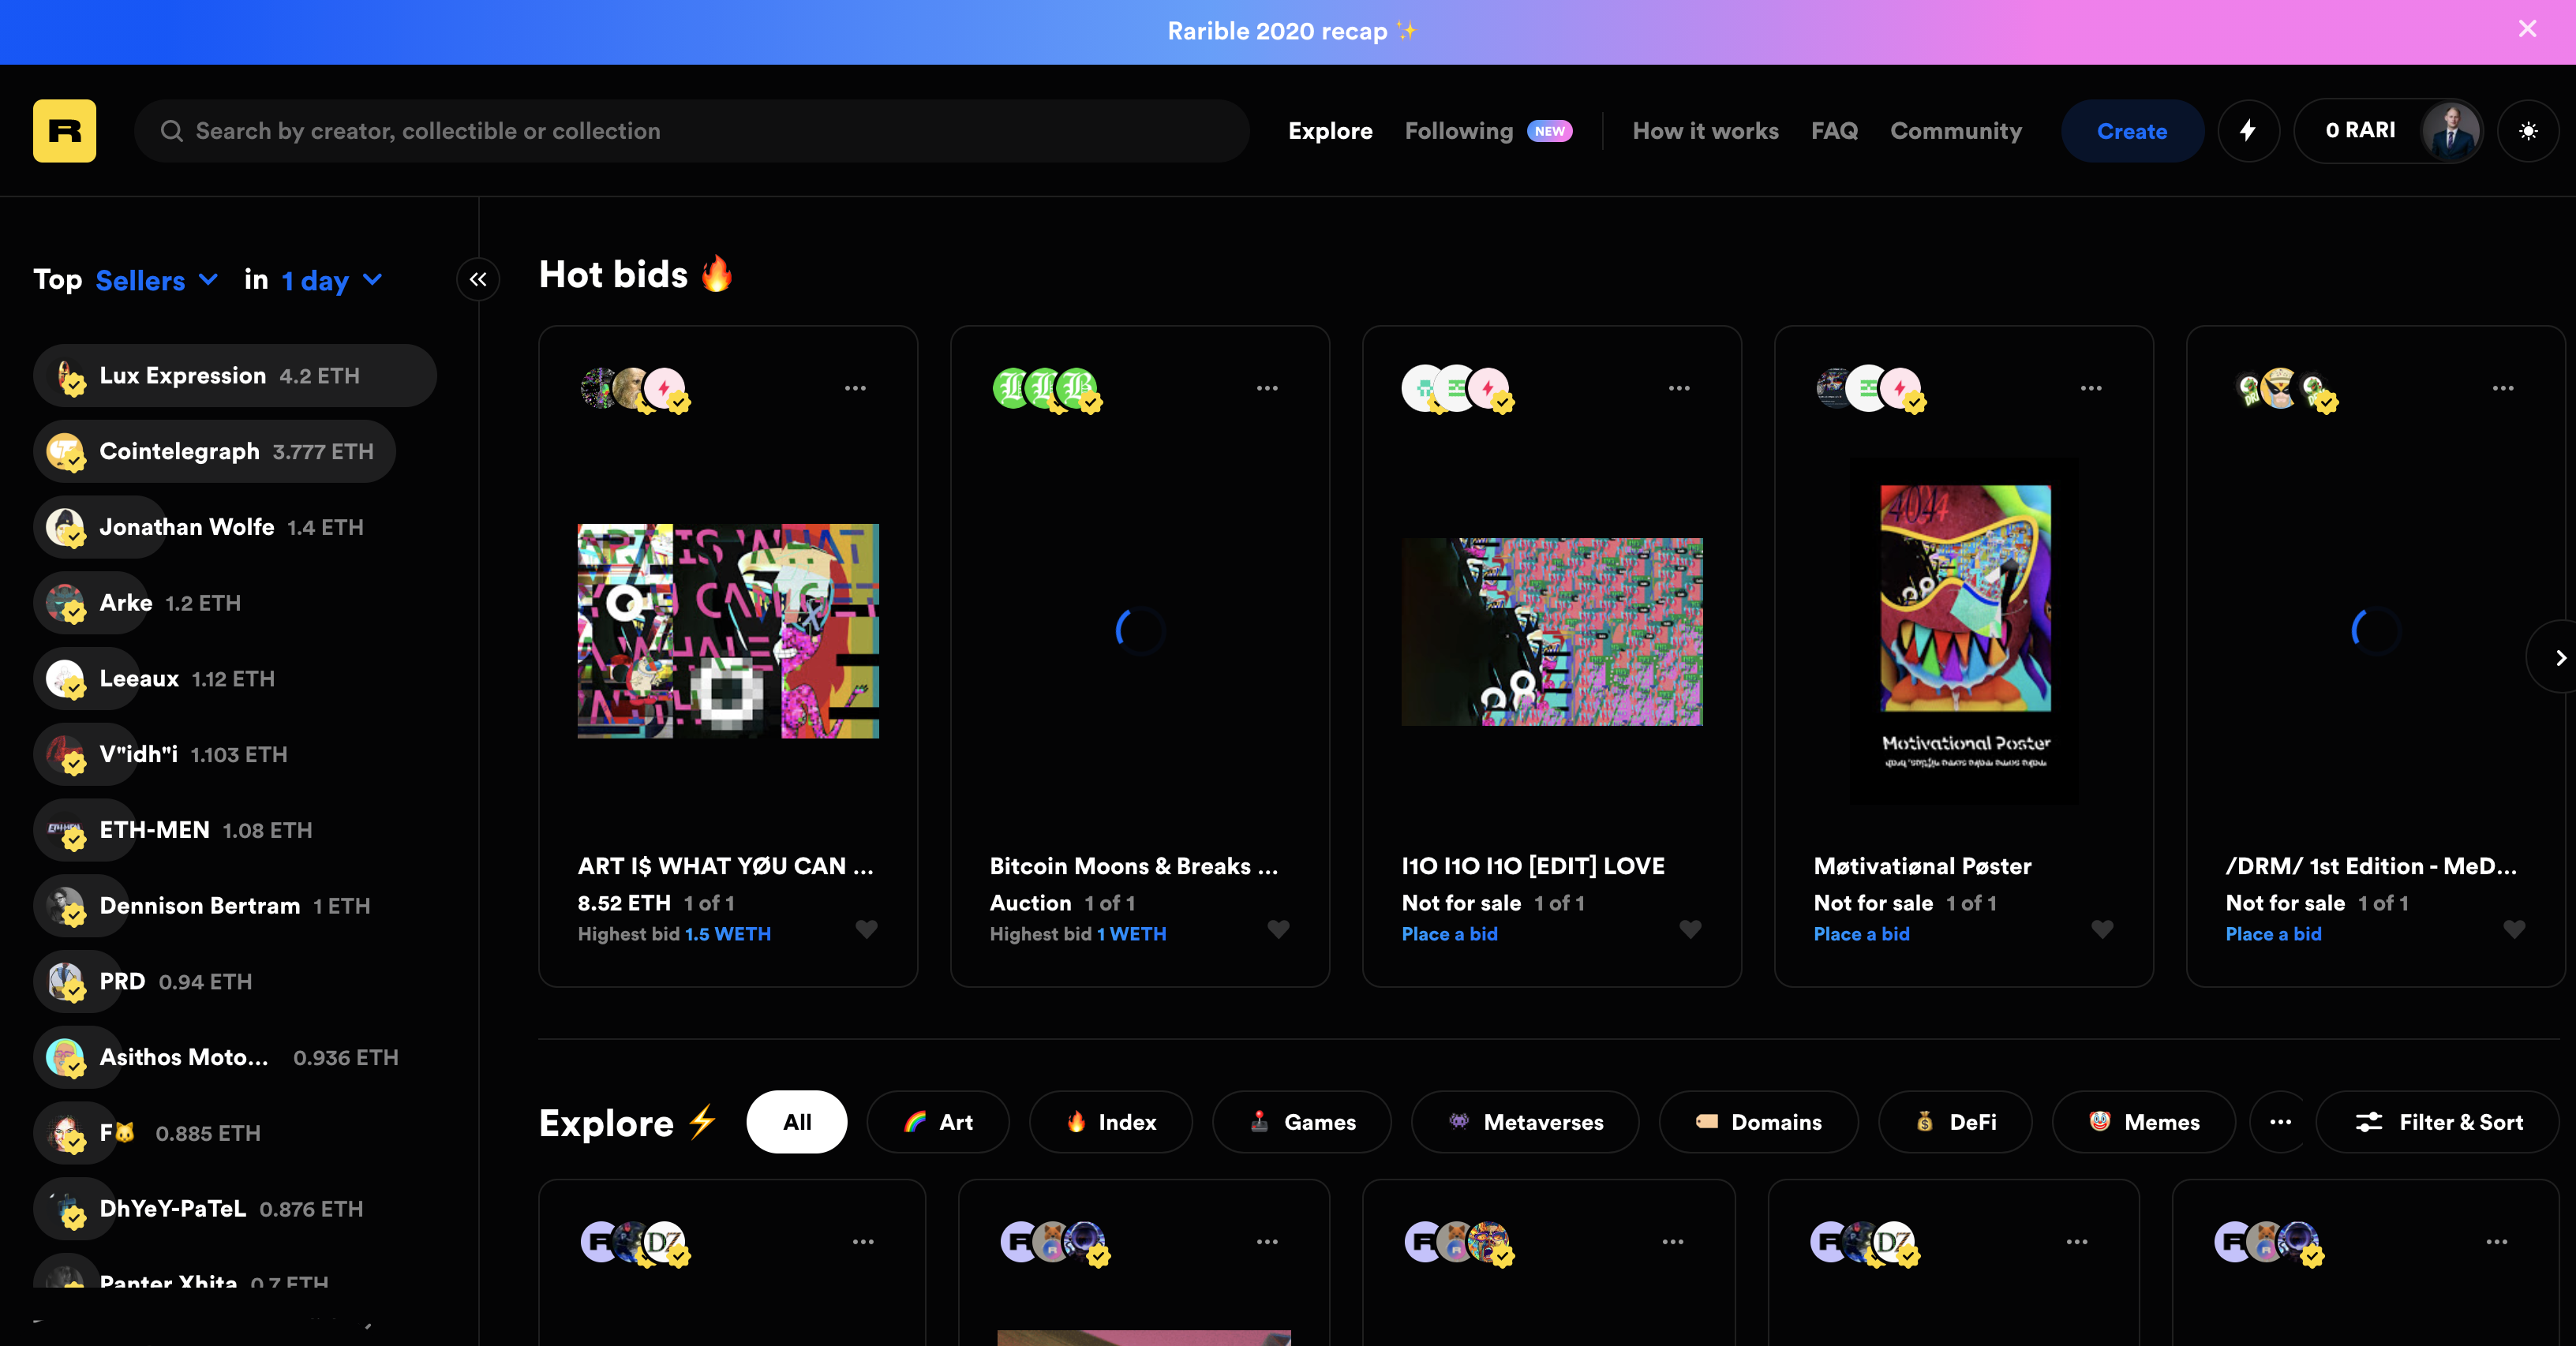 Rarible 2020 recap ✨
R
Search by creator, collectible or collection
Explore Following NEW How it works FAQ Community Create 0 RARI
Top Sellers in 1 day
Lux Expression 4.2 ETH
Cointelegraph 3.777 ETH
Jonathan Wolfe 1.4 ETH
Arke 1.2 ETH
Leeaux 1.12 ETH
V"idh"i 1.103 ETH
ETH-MEN 1.08 ETH
Dennison Bertram 1 ETH
PRD 0.94 ETH
Asithos Moto... 0.936 ETH
F🐱 0.885 ETH
DhYeY-PaTeL 0.876 ETH
Panter Xhita 0.7 ETH
Hot bids 🔥
ART I$ WHAT YØU CAN ...
8.52 ETH 1 of 1
Highest bid 1.5 WETH
Bitcoin Moons & Breaks ...
Auction 1 of 1
Highest bid 1 WETH
I1O I1O I1O [EDIT] LOVE
Not for sale 1 of 1
Place a bid
404
Motivational Poster
Møtivatiønal Pøster
Not for sale 1 of 1
Place a bid
/DRM/ 1st Edition - MeD...
Not for sale 1 of 1
Place a bid
Explore ⚡ All 🌈 Art 🔥 Index 🕹️ Games 👾 Metaverses 🏷️ Domains 💰 DeFi 🤡 Memes ... Filter & Sort